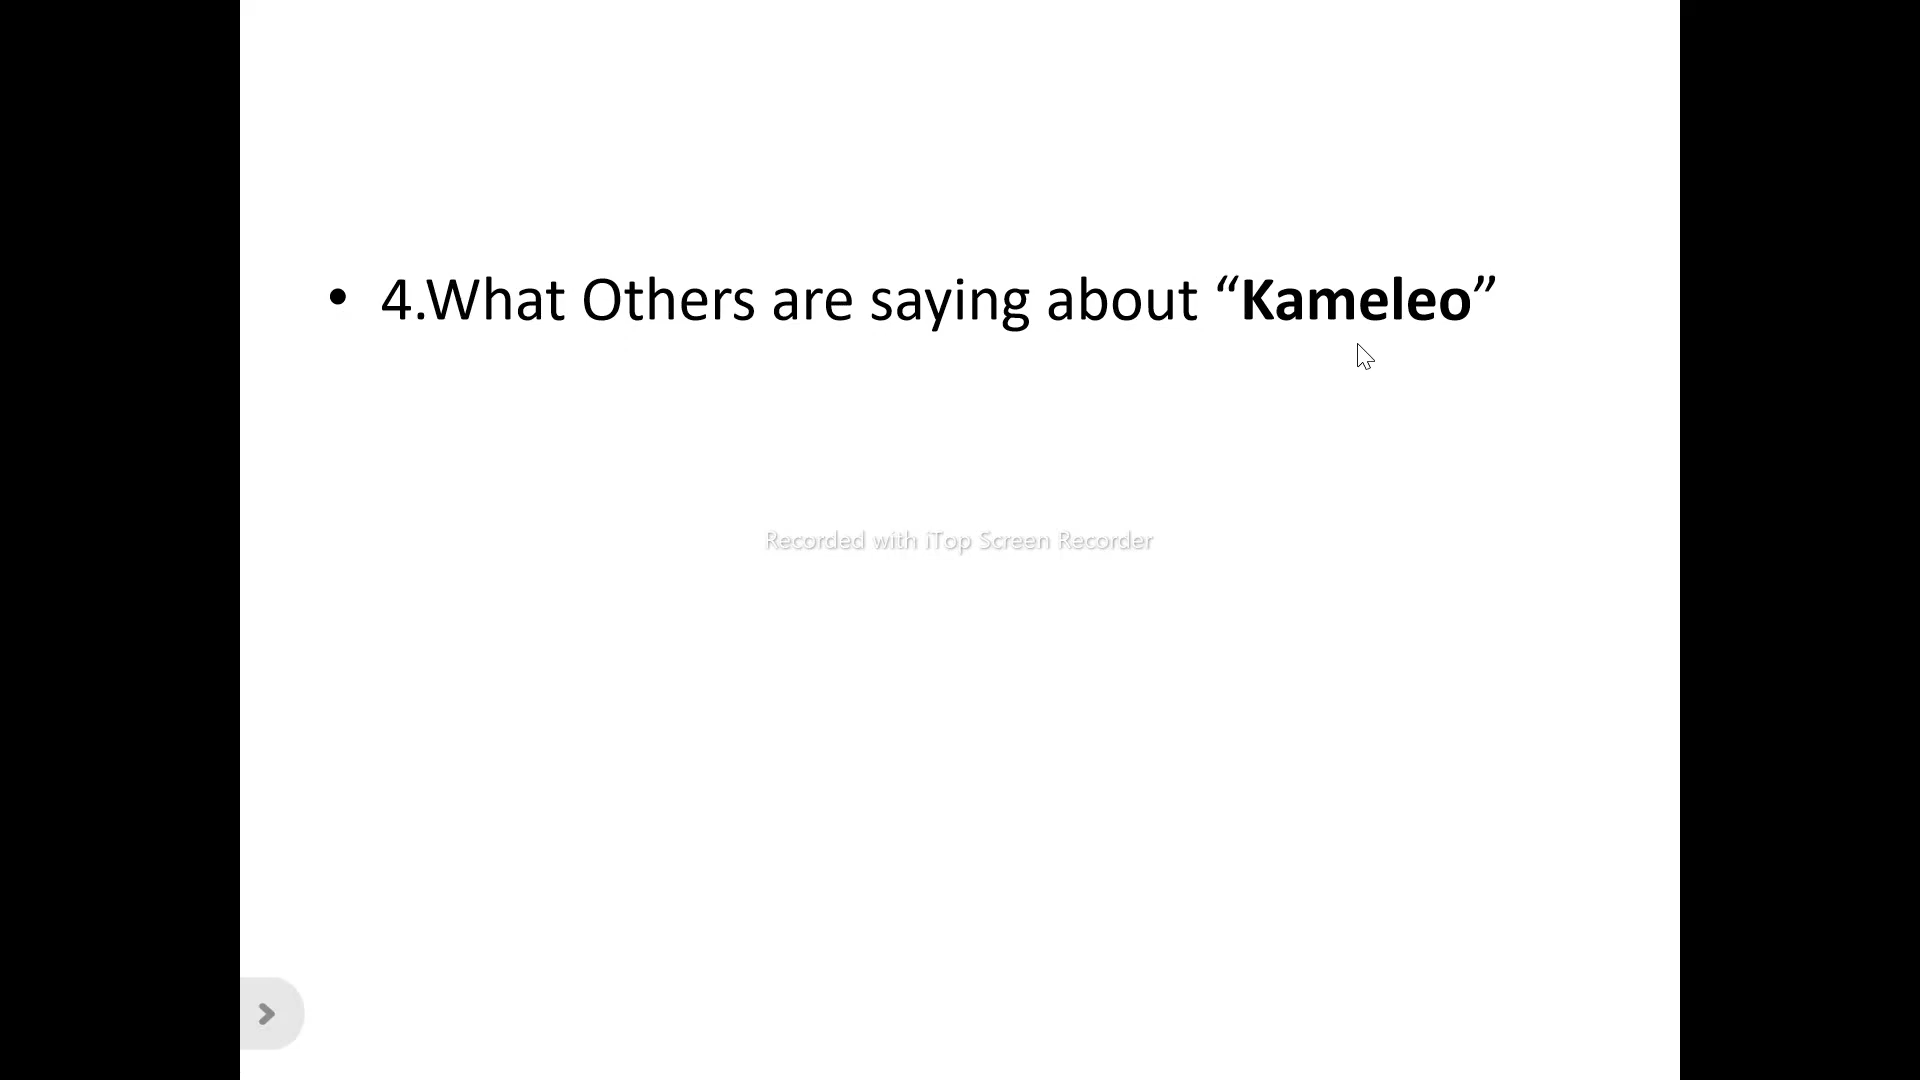 • 4.What Others are saying about “Kameleo”
Recorded with iTop Screen Recorder